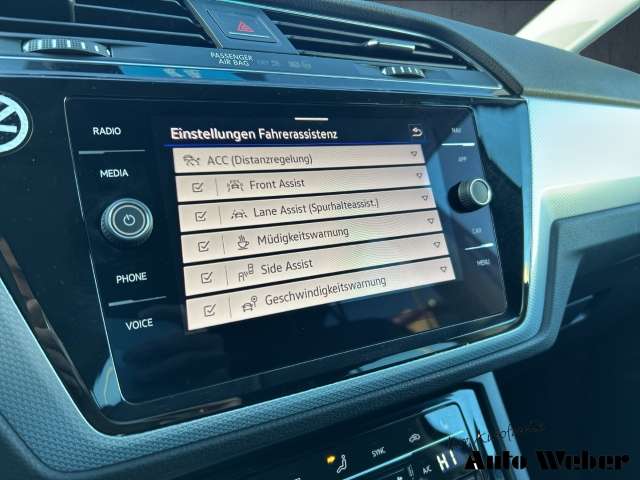 PASSENGER
AIR BAG
RADIO
MEDIA
PHONE
VOICE
Einstellungen Fahrerassistenz
ACC (Distanzregelung)
Front Assist
Lane Assist (Spurhalteassist.)
Müdigkeitswarnung
Side Assist
Geschwindigkeitswarnung
NAV
APP
CAR
MENU
SYNC
A/C
HI
Auto Weber